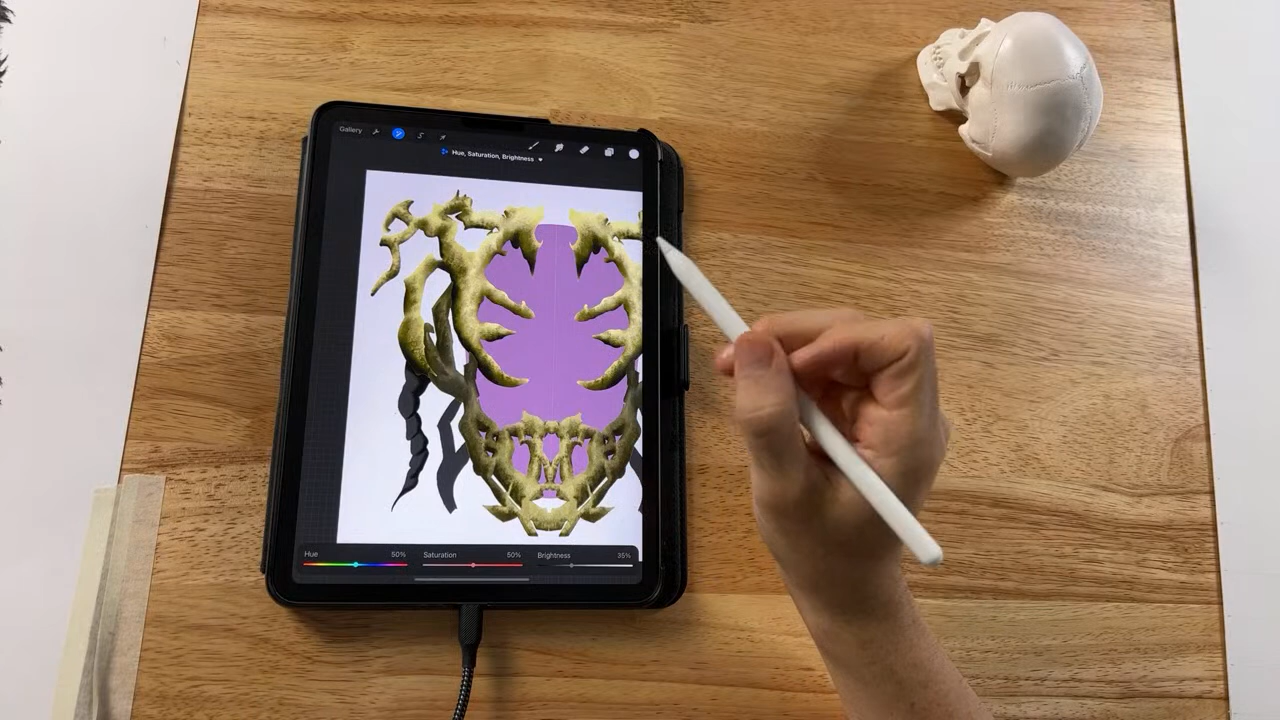 Gallery
Hue, Saturation, Brightness
Hue 50% Saturation 50% Brightness 35%